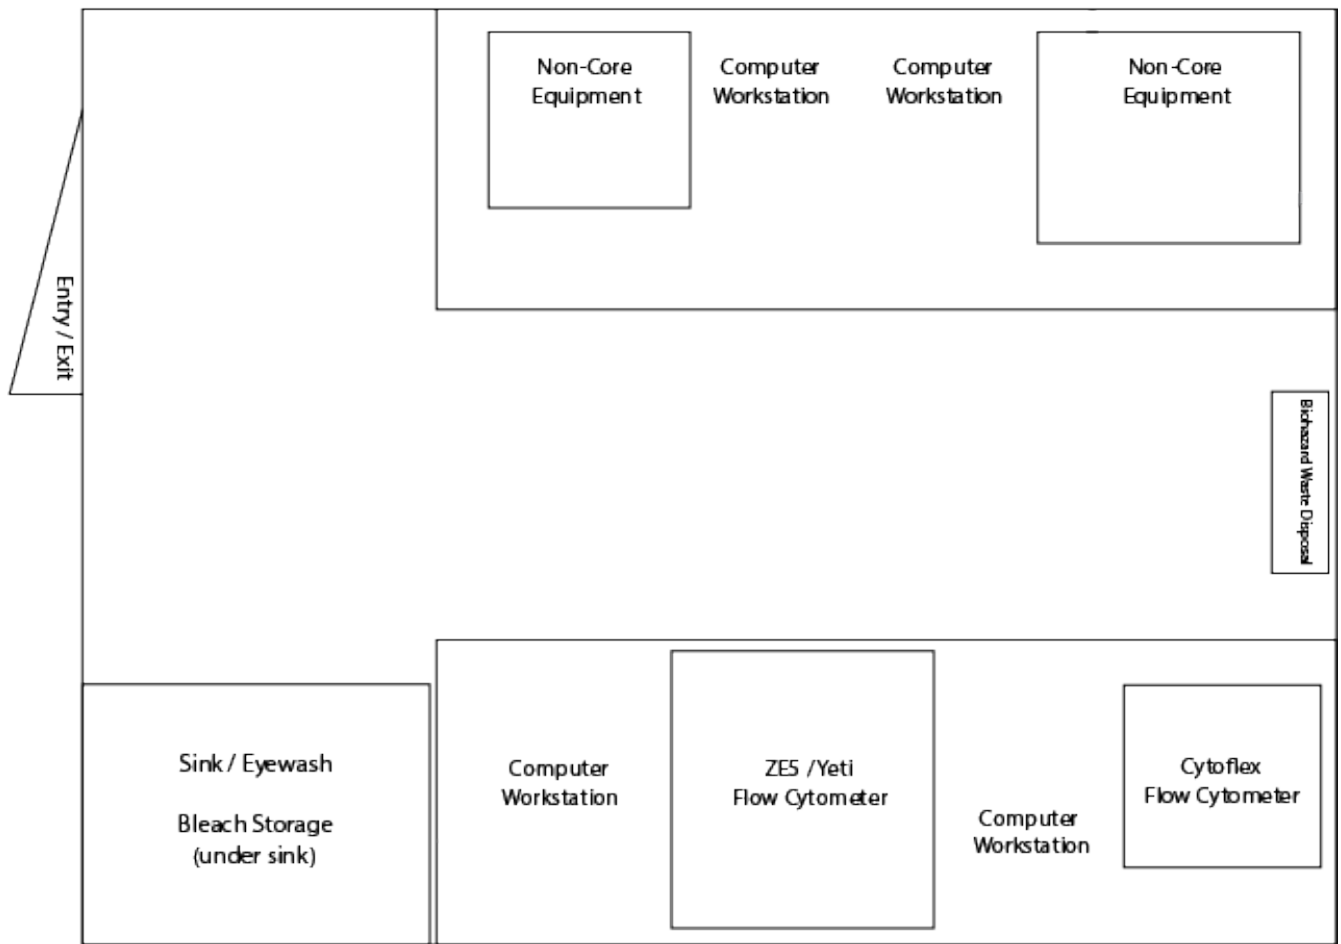 Non-Core
Equipment
Computer
Workstation
Computer
Workstation
Non-Core
Equipment
Entry / Exit
Biohazard Waste Disposal
Sink / Eyewash
Bleach Storage
(under sink)
Computer
Workstation
ZE5 /Yeti
Flow Cytometer
Computer
Workstation
Cytoflex
Flow Cytometer